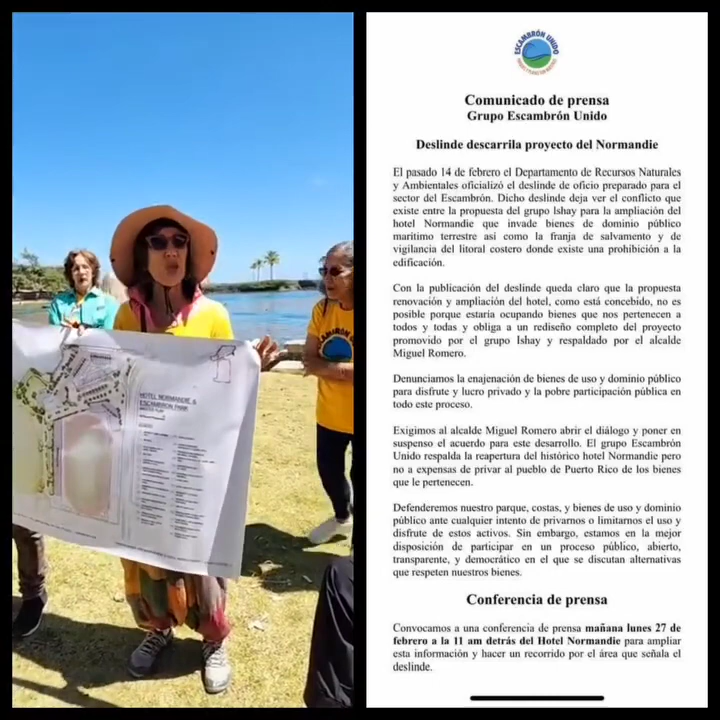 ESCAMBRÓN UNIDO
HOTEL NORMANDIE &
ESCAMBRON PARK
MASTER PLAN
ESCAMBRÓN UNIDO
Comunicado de prensa
Grupo Escambrón Unido
Deslinde descarrila proyecto del Normandie
El pasado 14 de febrero el Departamento de Recursos Naturales
y Ambientales oficializó el deslinde de oficio preparado para el
sector del Escambrón. Dicho deslinde deja ver el conflicto que
existe entre la propuesta del grupo Ishay para la ampliación del
hotel Normandie que invade bienes de dominio público
marítimo terrestre así como la franja de salvamento y de
vigilancia del litoral costero donde existe una prohibición a la
edificación.
Con la publicación del deslinde queda claro que la propuesta
renovación y ampliación del hotel, como está concebido, no es
posible porque estaría ocupando bienes que nos pertenecen a
todos y todas y obliga a un rediseño completo del proyecto
promovido por el grupo Ishay y respaldado por el alcalde
Miguel Romero.
Denunciamos la enajenación de bienes de uso y dominio público
para disfrute y lucro privado y la pobre participación pública en
todo este proceso.
Exigimos al alcalde Miguel Romero abrir el diálogo y poner en
suspenso el acuerdo para este desarrollo. El grupo Escambrón
Unido respalda la reapertura del histórico hotel Normandie pero
no a expensas de privar al pueblo de Puerto Rico de los bienes
que le pertenecen.
Defenderemos nuestro parque, costas, y bienes de uso y dominio
público ante cualquier intento de privarnos o limitarnos el uso y
disfrute de estos activos. Sin embargo, estamos en la mejor
disposición de participar en un proceso público, abierto,
transparente, y democrático en el que se discutan alternativas
que respeten nuestros bienes.
Conferencia de prensa
Convocamos a una conferencia de prensa mañana lunes 27 de
febrero a la 11 am detrás del Hotel Normandie para ampliar
esta información y hacer un recorrido por el área que señala el
deslinde.